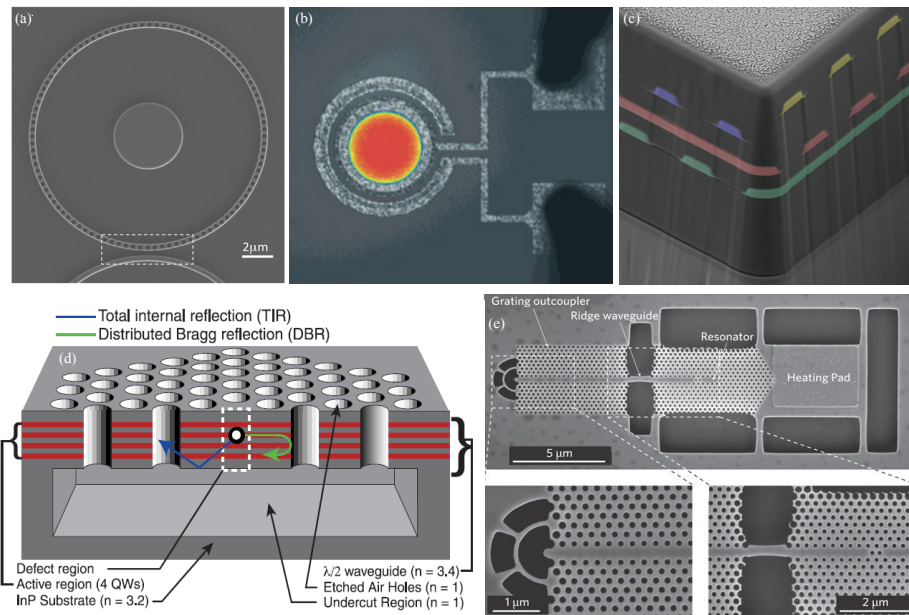 (a)
2μm
(b)
(c)
Total internal reflection (TIR)
Distributed Bragg reflection (DBR)
(d)
Defect region
Active region (4 QWs)
InP Substrate (n = 3.2)
λ/2 waveguide (n = 3.4)
Etched Air Holes (n = 1)
Undercut Region (n = 1)
Grating outcoupler
(e)
Ridge waveguide
Resonator
Heating Pad
5 μm
1 μm
2 μm